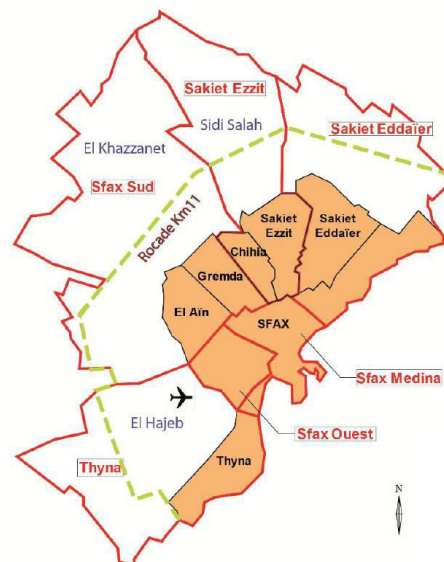 Sakiet Ezzit
Sidi Salah
Sakiet Eddaïer
El Khazzanet
Sfax Sud
Rocade Km11
Sakiet
Ezzit
Sakiet
Eddaïer
Chihia
Gremda
El Aïn
SFAX
Sfax Medina
El Hajeb
Sfax Ouest
Thyna
Thyna
N